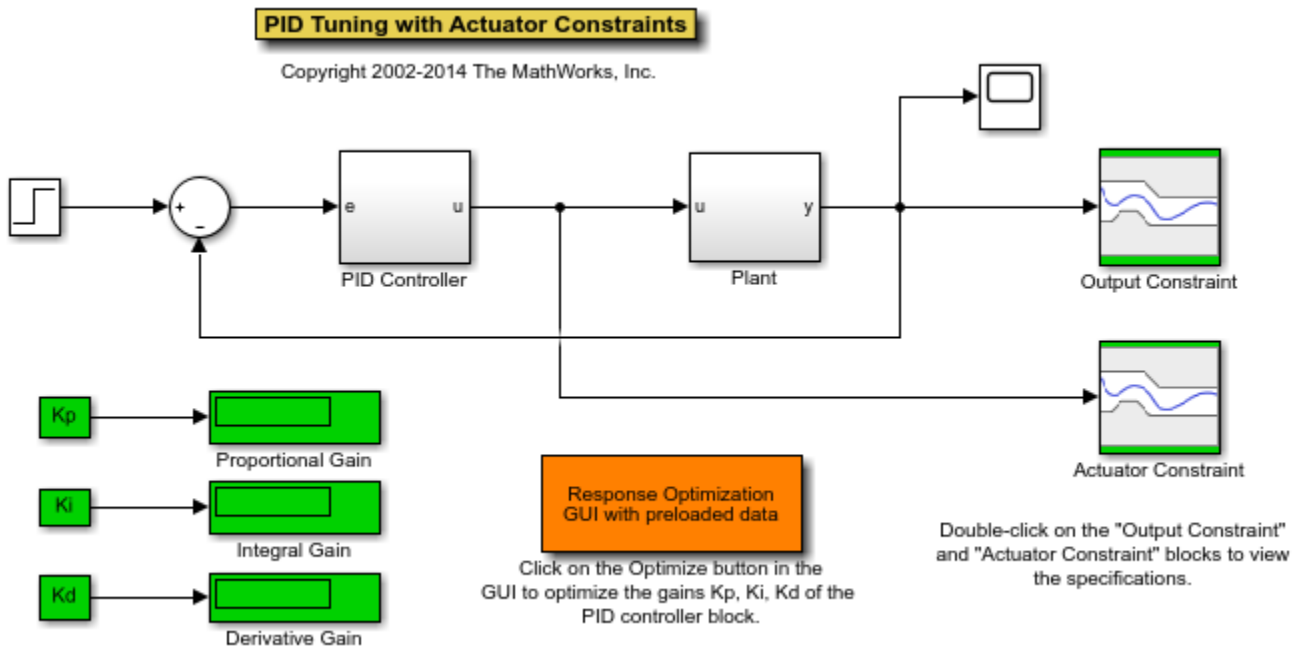 PID Tuning with Actuator Constraints
Copyright 2002-2014 The MathWorks, Inc.
+
-
e
u
PID Controller
u
y
Plant
Output Constraint
Actuator Constraint
Kp
Proportional Gain
Ki
Integral Gain
Kd
Derivative Gain
Response Optimization
GUI with preloaded data
Click on the Optimize button in the
GUI to optimize the gains Kp, Ki, Kd of the
PID controller block.
Double-click on the "Output Constraint"
and "Actuator Constraint" blocks to view
the specifications.